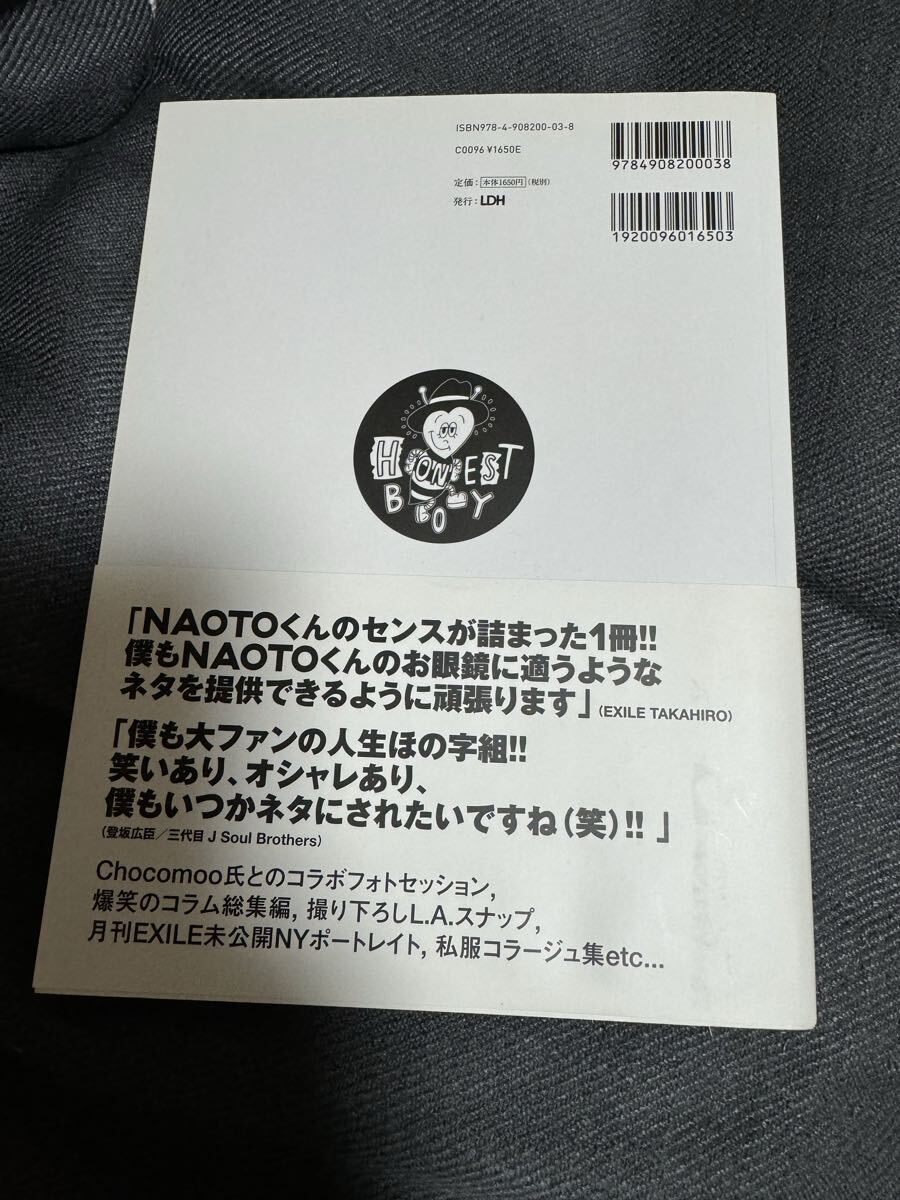 ISBN978-4-908200-03-8
C0096 ¥1650E
定価：本体1650円(税別)
発行：LDH
9784908200038
1920096016503
HONEST
BOY
「NAOTOくんのセンスが詰まった1冊!!
僕もNAOTOくんのお眼鏡に適うような
ネタを提供できるように頑張ります」(EXILE TAKAHIRO)
「僕も大ファンの人生ほの字組!!
笑いあり、オシャレあり、
僕もいつかネタにされたいですね(笑)!! 」
(登坂広臣／三代目 J Soul Brothers)
Chocomoo氏とのコラボフォトセッション,
爆笑のコラム総集編, 撮り下ろしL.A.スナップ,
月刊EXILE未公開NYポートレイト, 私服コラージュ集etc...